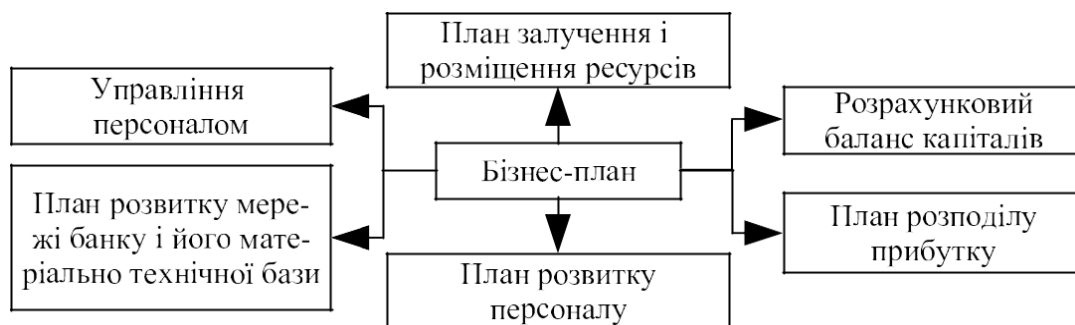 План залучення і
розміщення ресурсів
Управління
персоналом
Розрахунковий
баланс капіталів
Бізнес-план
План розвитку мере-
жі банку і його мате-
ріально технічної бази
План розподілу
прибутку
План розвитку
персоналу